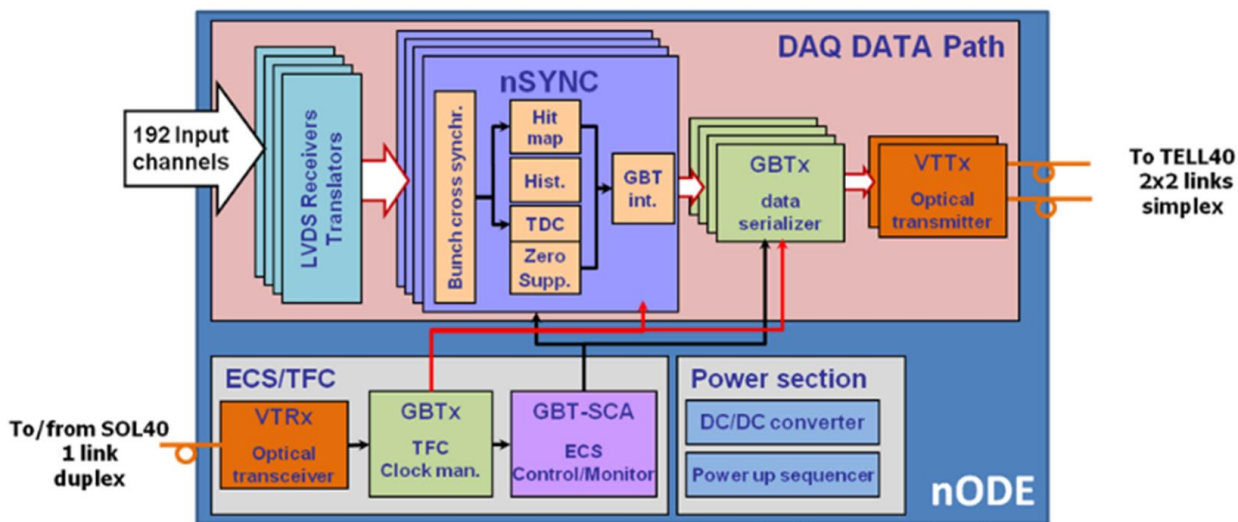 DAQ DATA Path
192 Input
channels
LVDS Receivers
Translators
nSYNC
Bunch cross synchr.
Hit
map
Hist.
TDC
Zero
Supp.
GBT
int.
GBTx
data
serializer
VTTx
Optical
transmitter
To TELL40
2x2 links
simplex
ECS/TFC
To/from SOL40
1 link
duplex
VTRx
Optical
transceiver
GBTx
TFC
Clock man.
GBT-SCA
ECS
Control/Monitor
Power section
DC/DC converter
Power up sequencer
nODE